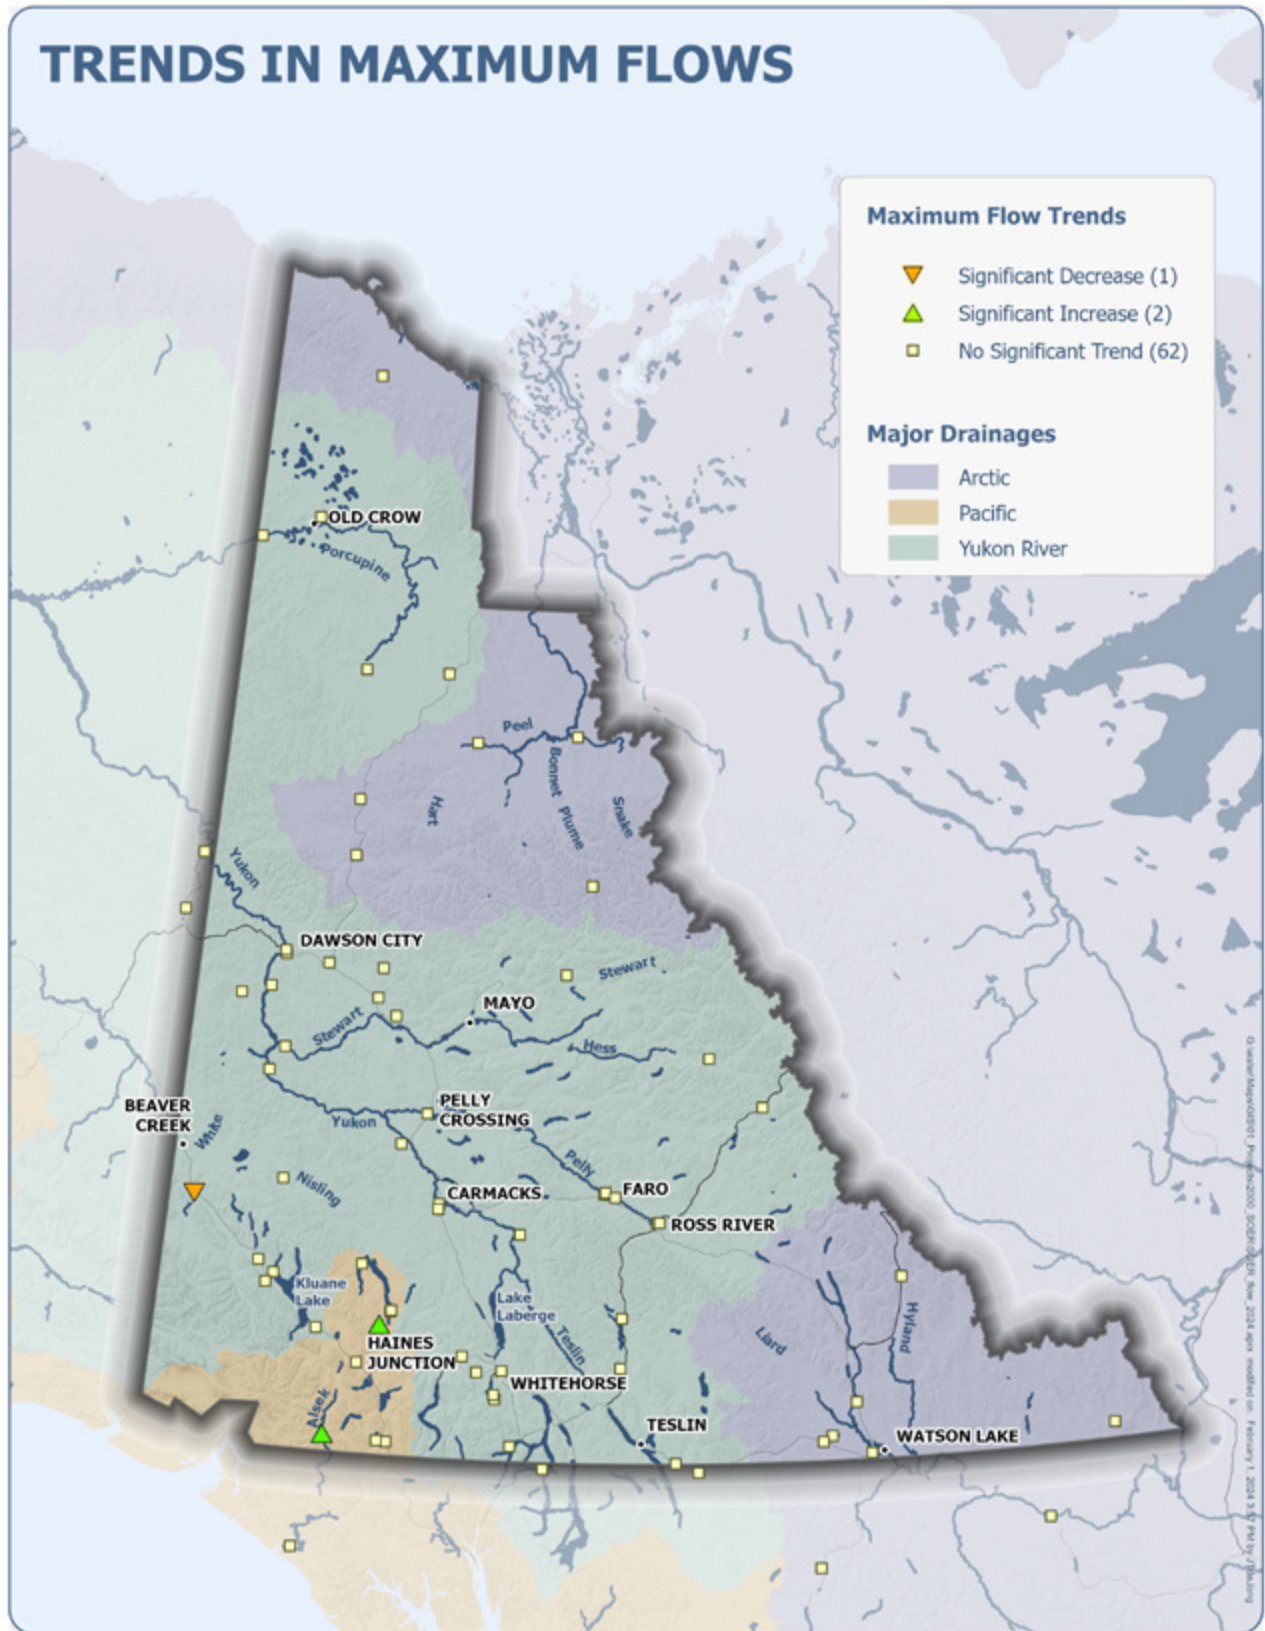 TRENDS IN MAXIMUM FLOWS
Maximum Flow Trends
Significant Decrease (1)
Significant Increase (2)
No Significant Trend (62)
Major Drainages
Arctic
Pacific
Yukon River
OLD CROW
Porcupine
Peel
Bonnet Plume
Hart
Snake
Yukon
DAWSON CITY
Stewart
MAYO
Stewart
Hess
BEAVER
CREEK
White
PELLY
CROSSING
Yukon
Pelly
Nisling
CARMACKS
FARO
ROSS RIVER
Kluane
Lake
Lake
Laberge
Teslin
Liard
Hyland
HAINES
JUNCTION
WHITEHORSE
Alsek
TESLIN
WATSON LAKE